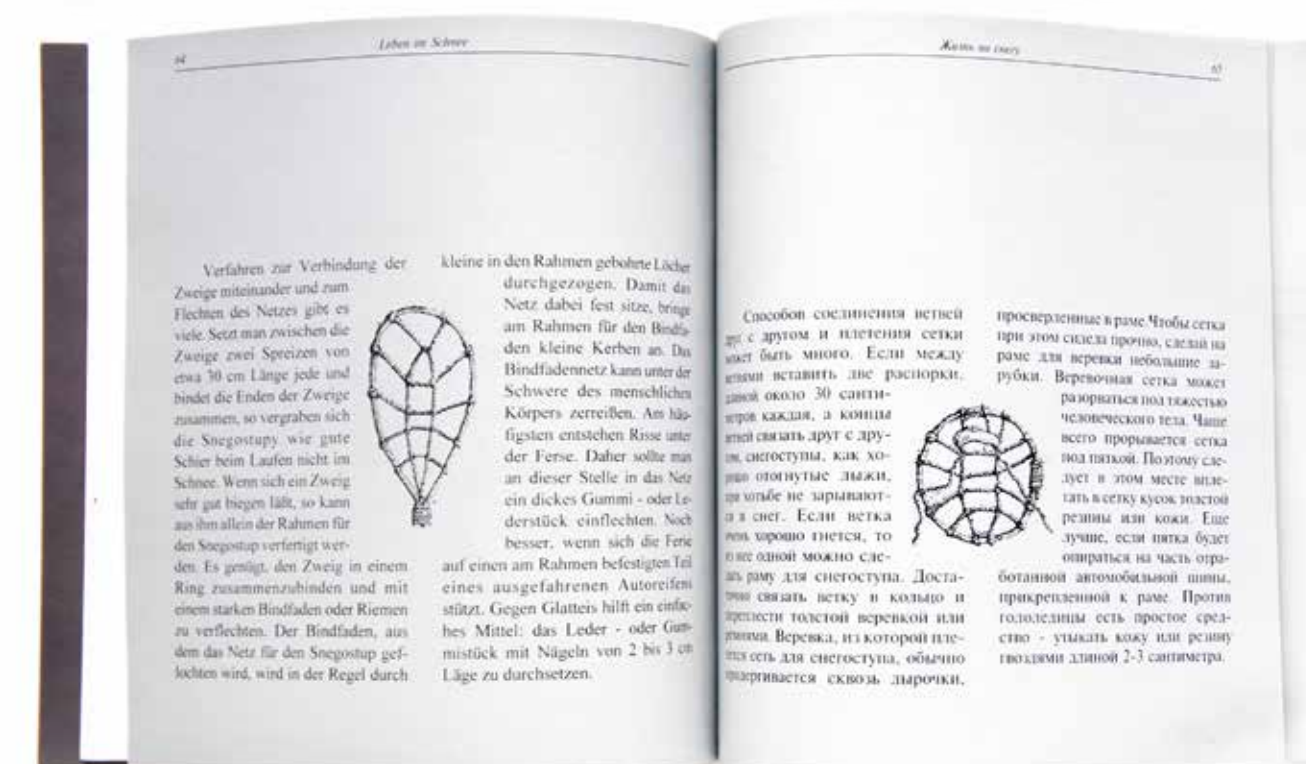 64
Leben im Schnee
Verfahren zur Verbindung der
Zweige miteinander und zum
Flechten des Netzes gibt es
viele. Setzt man zwischen die
Zweige zwei Spreizen von
etwa 30 cm Länge jede und
bindet die Enden der Zweige
zusammen, so vergraben sich
die Snegostupy wie gute
Schier beim Laufen nicht im
Schnee. Wenn sich ein Zweig
sehr gut biegen läßt, so kann
aus ihm allein der Rahmen für
den Snegostup verfertigt wer-
den. Es genügt, den Zweig in einem
Ring zusammenzubinden und mit
einem starken Bindfaden oder Riemen
zu verflechten. Der Bindfaden, aus
dem das Netz für den Snegostup gef-
lochten wird, wird in der Regel durch
kleine in den Rahmen gebohrte Löcher
durchgezogen. Damit das
Netz dabei fest sitze, bringe
am Rahmen für den Bindfa-
den kleine Kerben an. Das
Bindfadennetz kann unter der
Schwere des menschlichen
Körpers zerreißen. Am häu-
figsten entstehen Risse unter
der Ferse. Daher sollte man
an dieser Stelle in das Netz
ein dickes Gummi - oder Le-
derstück einflechten. Noch
besser, wenn sich die Ferse
auf einen am Rahmen befestigten Teil
eines ausgefahrenen Autoreifens
stützt. Gegen Glatteis hilft ein einfac-
hes Mittel: das Leder - oder Gum-
mistück mit Nägeln von 2 bis 3 cm
Läge zu durchsetzen.
Жизнь на снегу
65
Способов соединения ветвей
друг с другом и плетения сетки
может быть много. Если между
ветвями вставить две распорки,
длиной около 30 санти-
метров каждая, а концы
ветвей связать друг с дру-
гом, снегоступы, как хо-
рошо отогнутые лыжи,
при ходьбе не зарывают-
ся в снег. Если ветка
очень хорошо гнется, то
из нее одной можно сде-
лать раму для снегоступа. Доста-
точно связать ветку в кольцо и
переплести толстой веревкой или
ремнями. Веревка, из которой пле-
тется сеть для снегоступа, обычно
продергивается сквозь дырочки,
просверленные в раме. Чтобы сетка
при этом сидела прочно, сделай на
раме для веревки небольшие за-
рубки. Веревочная сетка может
разорваться под тяжестью
человеческого тела. Чаще
всего прорывается сетка
под пяткой. Поэтому сле-
дует в этом месте впле-
тать в сетку кусок толстой
резины или кожи. Еще
лучше, если пятка будет
опираться на часть отра-
ботанной автомобильной шины,
прикрепленной к раме. Против
гололедицы есть простое сред-
ство - утыкать кожу или резину
гвоздями длиной 2-3 сантиметра.